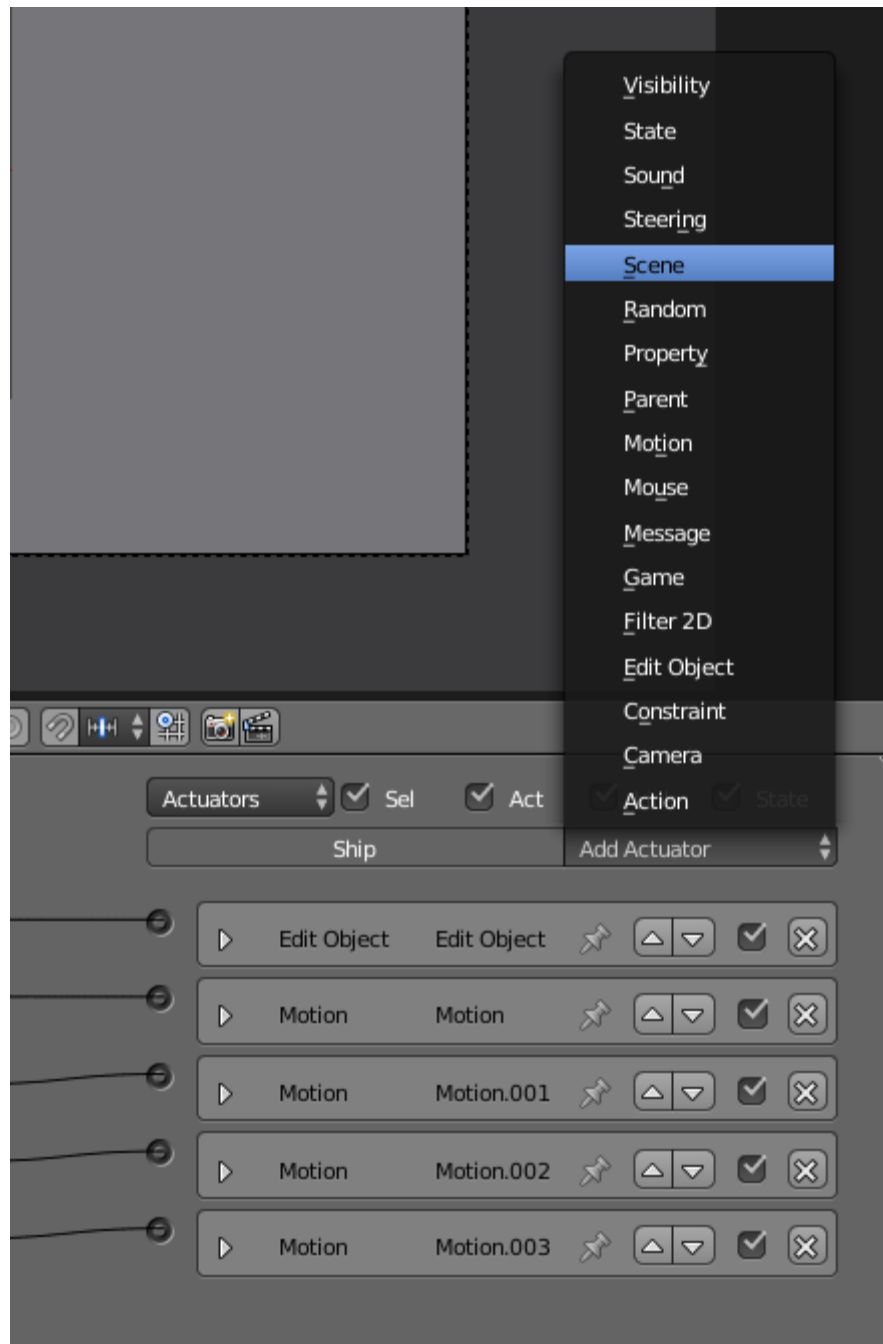 Visibility
State
Sound
Steering
Scene
Random
Property
Parent
Motion
Mouse
Message
Game
Filter 2D
Edit Object
Constraint
Camera
Action
Actuators Sel Act State
Ship Add Actuator
Edit Object Edit Object
Motion Motion
Motion Motion.001
Motion Motion.002
Motion Motion.003